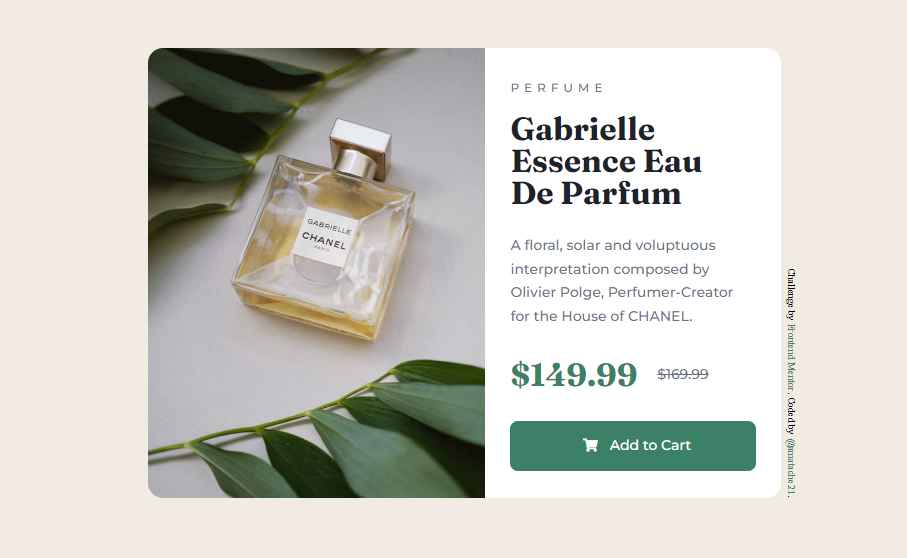 GABRIELLE
CHANEL
PARIS
PERFUME
Gabrielle
Essence Eau
De Parfum
A floral, solar and voluptuous
interpretation composed by
Olivier Polge, Perfumer-Creator
for the House of CHANEL.
$149.99 $169.99
Add to Cart
Challenge by Frontend Mentor. Coded by @anatache21.